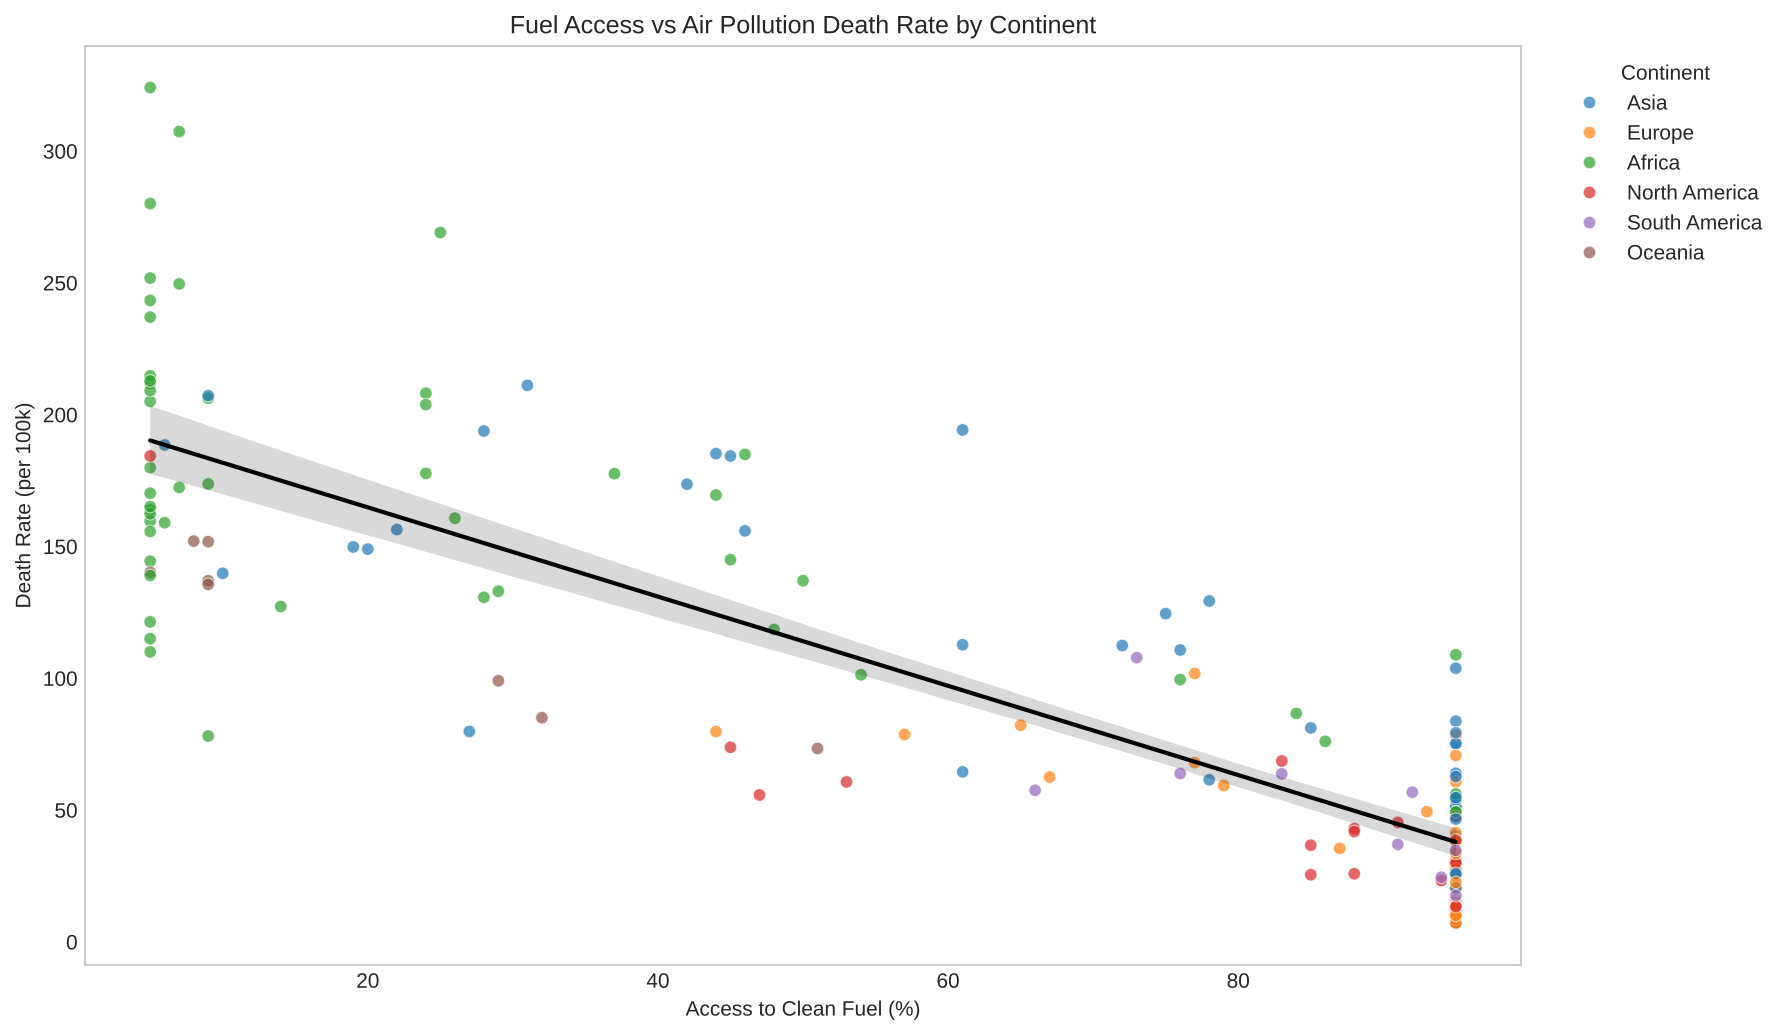 Fuel Access vs Air Pollution Death Rate by Continent
Continent
Asia
Europe
Africa
North America
South America
Oceania
Death Rate (per 100k)
300
250
200
150
100
50
0
20
40
60
80
Access to Clean Fuel (%)